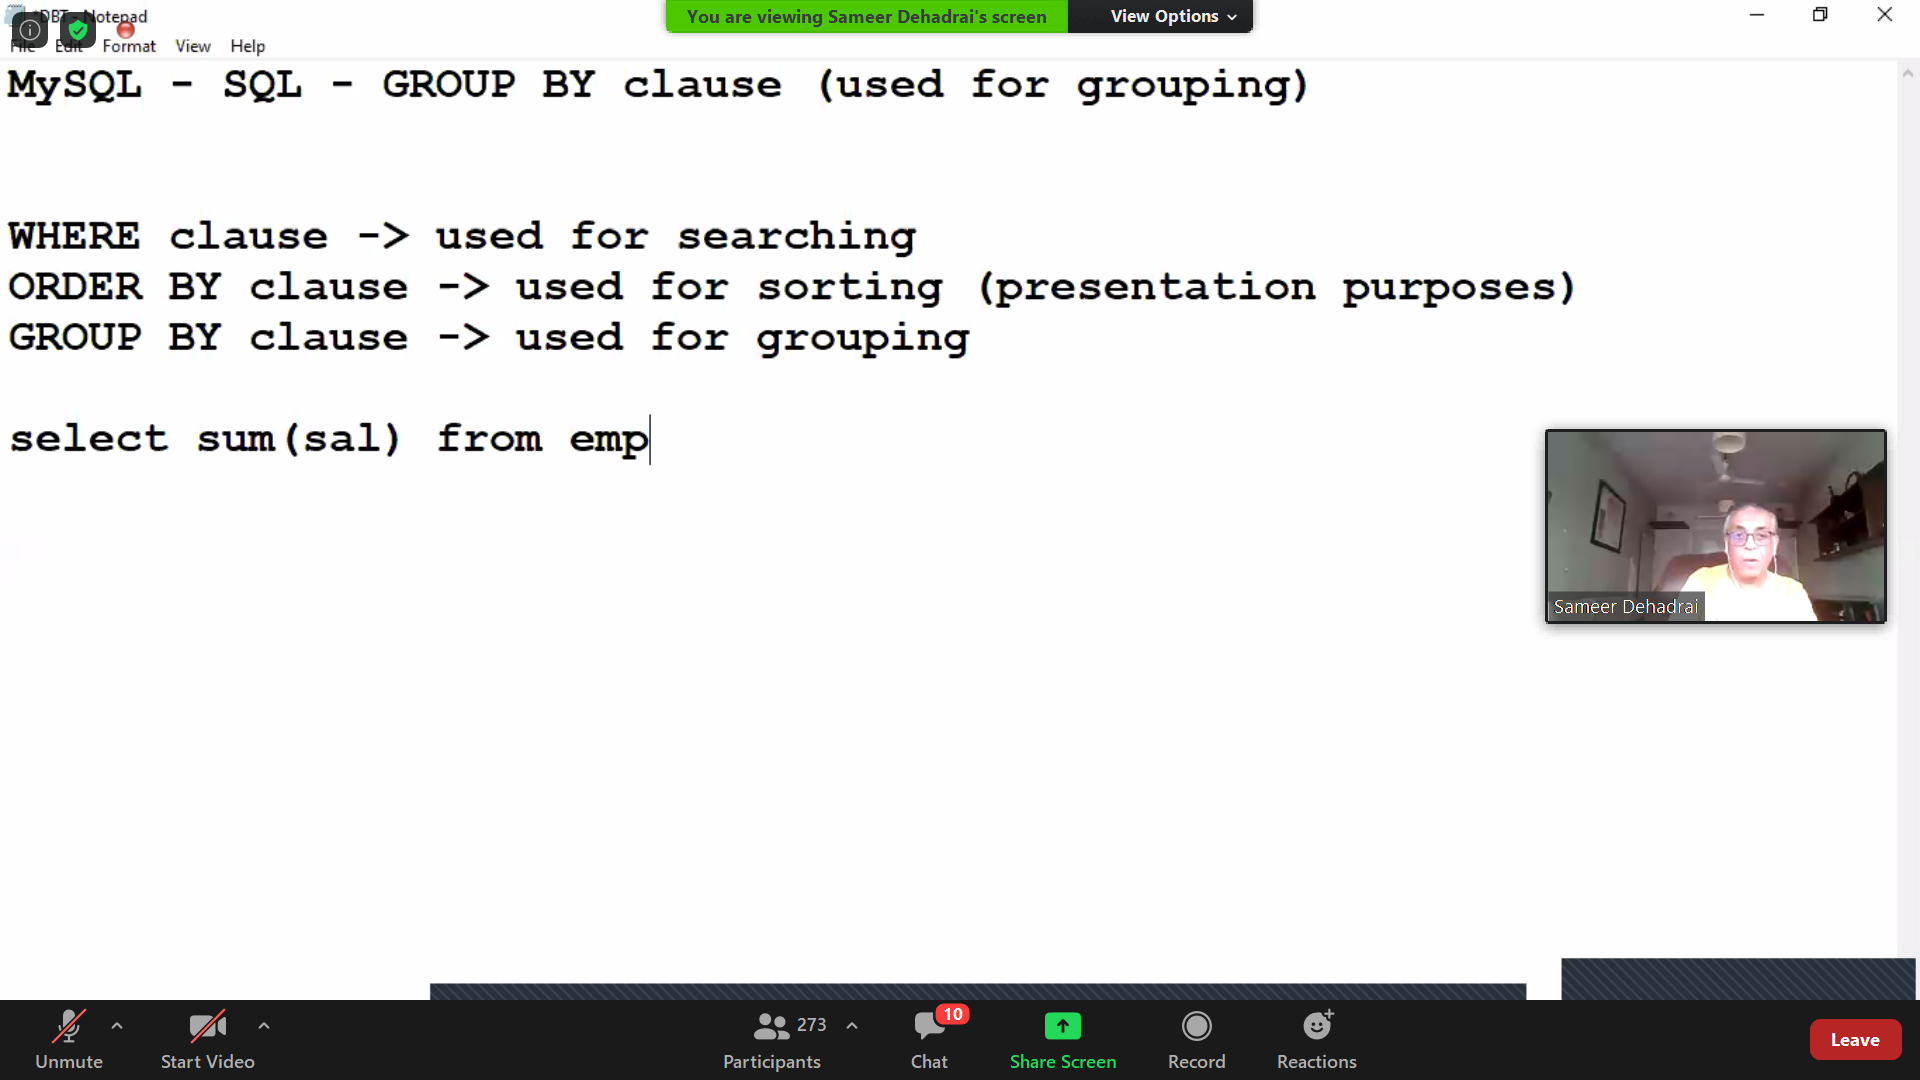 *DBT - Notepad
You are viewing Sameer Dehadrai's screen
View Options
File Edit Format View Help
MySQL - SQL - GROUP BY clause (used for grouping)
WHERE clause -> used for searching
ORDER BY clause -> used for sorting (presentation purposes)
GROUP BY clause -> used for grouping
select sum(sal) from emp
Sameer Dehadrai
Unmute
Start Video
273
Participants
10
Chat
Share Screen
Record
Reactions
Leave